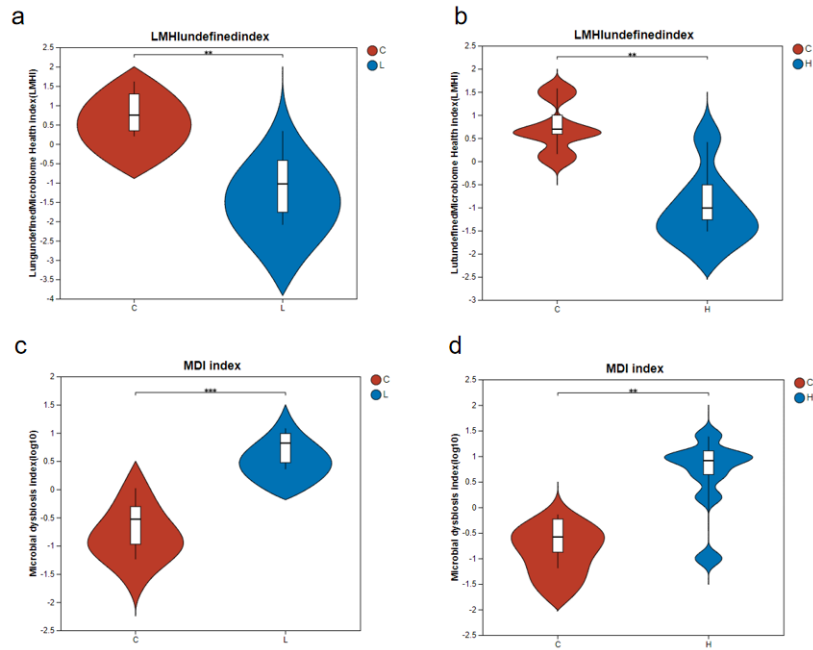 a
LMHIundefinedindex
C
L
**
LungundefinedMicrobiome Health Index(LMHI)
2.5
2
1.5
1
0.5
0
-0.5
-1
-1.5
-2
-2.5
-3
-3.5
-4
C
L
b
LMHIundefinedindex
C
H
**
LutundefinedMicrobiome Health Index(LMHI)
2.5
2
1.5
1
0.5
0
-0.5
-1
-1.5
-2
-2.5
-3
C
H
c
MDI index
C
L
***
Microbial dysbiosis index(log10)
2
1.5
1
0.5
0
-0.5
-1
-1.5
-2
-2.5
C
L
d
MDI index
C
H
**
Microbial dysbiosis index(log10)
2.5
2
1.5
1
0.5
0
-0.5
-1
-1.5
-2
-2.5
C
H